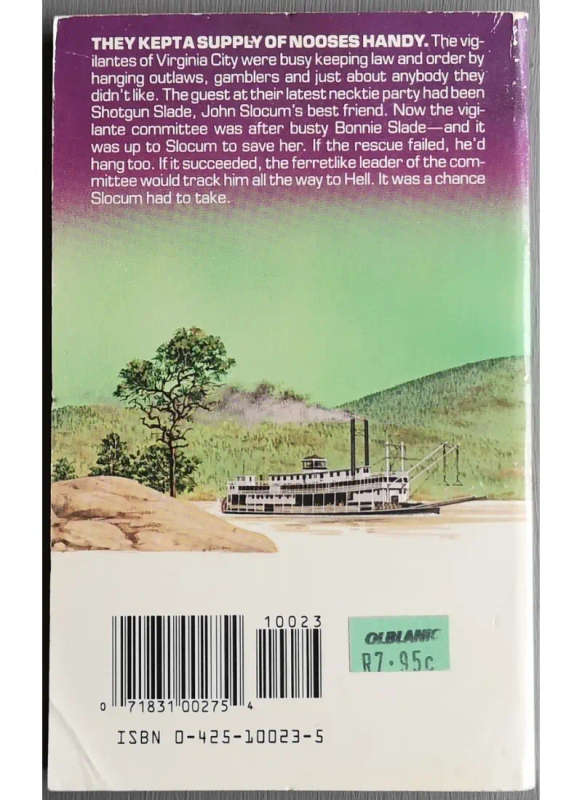 THEY KEPT A SUPPLY OF NOOSES HANDY. The vig-
ilantes of Virginia City were busy keeping law and order by
hanging outlaws, gamblers and just about anybody they
didn't like. The guest at their latest necktie party had been
Shotgun Slade, John Slocum's best friend. Now the vigi-
lante committee was after busty Bonnie Slade—and it
was up to Slocum to save her. If the rescue failed, he'd
hang too. If it succeeded, the ferretlike leader of the com-
mittee would track him all the way to Hell. It was a chance
Slocum had to take.
10023
0 71831 00275 4
ISBN 0-425-10023-5
R7.95c